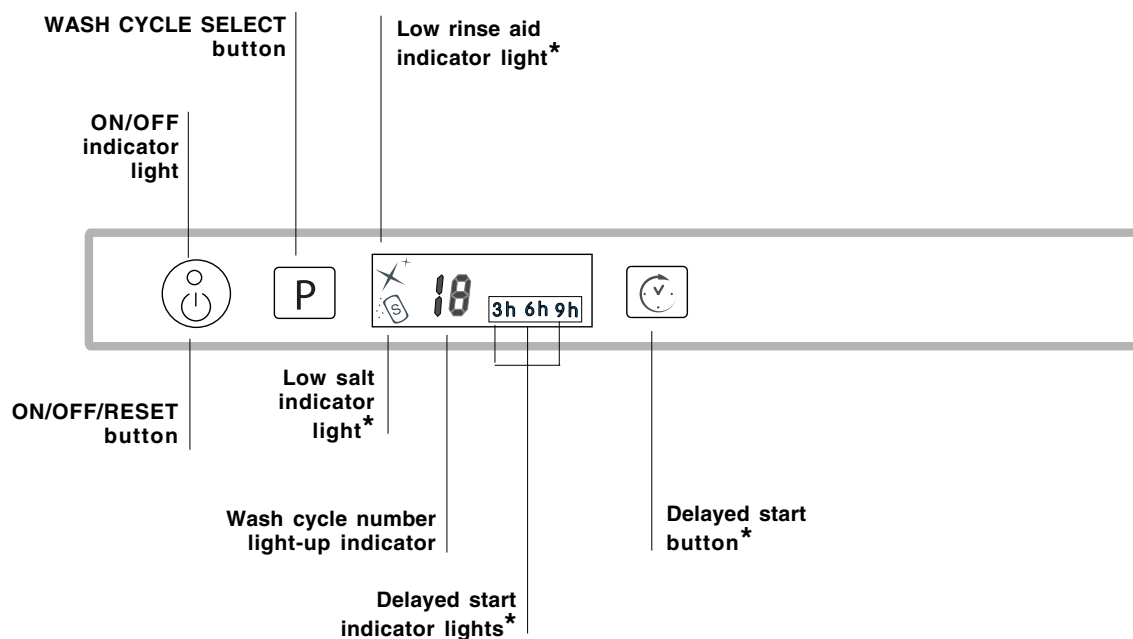 WASH CYCLE SELECT
button
Low rinse aid
indicator light*
ON/OFF
indicator
light
P
S
18
3h 6h 9h
Low salt
indicator
light*
ON/OFF/RESET
button
Wash cycle number
light-up indicator
Delayed start
button*
Delayed start
indicator lights*